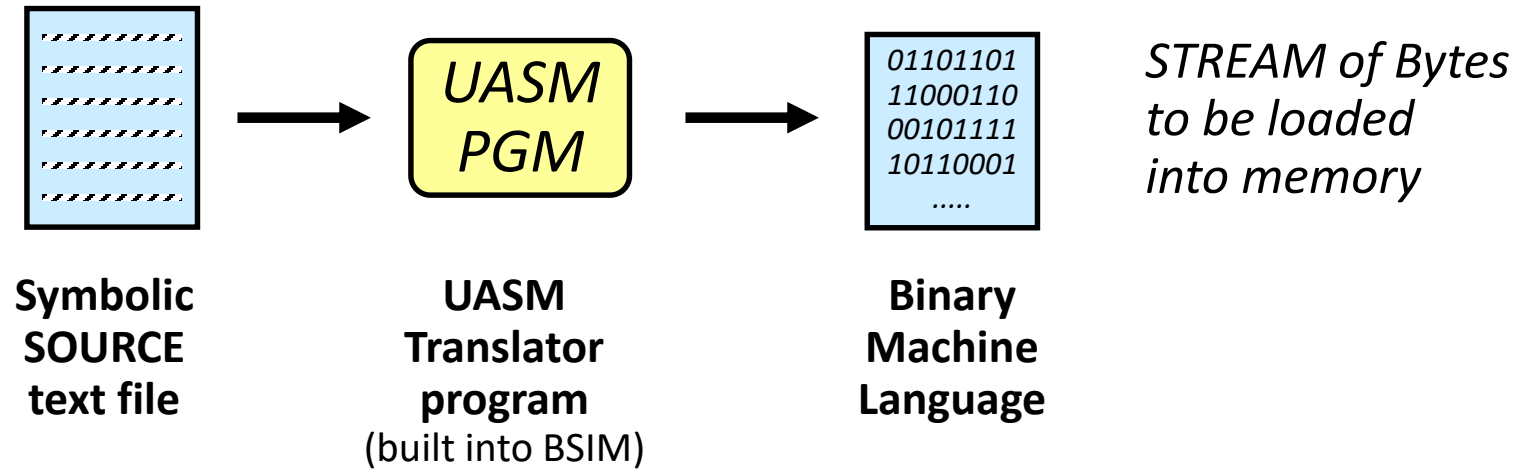 UASM
PGM
01101101
11000110
00101111
10110001
.....
STREAM of Bytes
to be loaded
into memory
Symbolic
SOURCE
text file
UASM
Translator
program
(built into BSIM)
Binary
Machine
Language